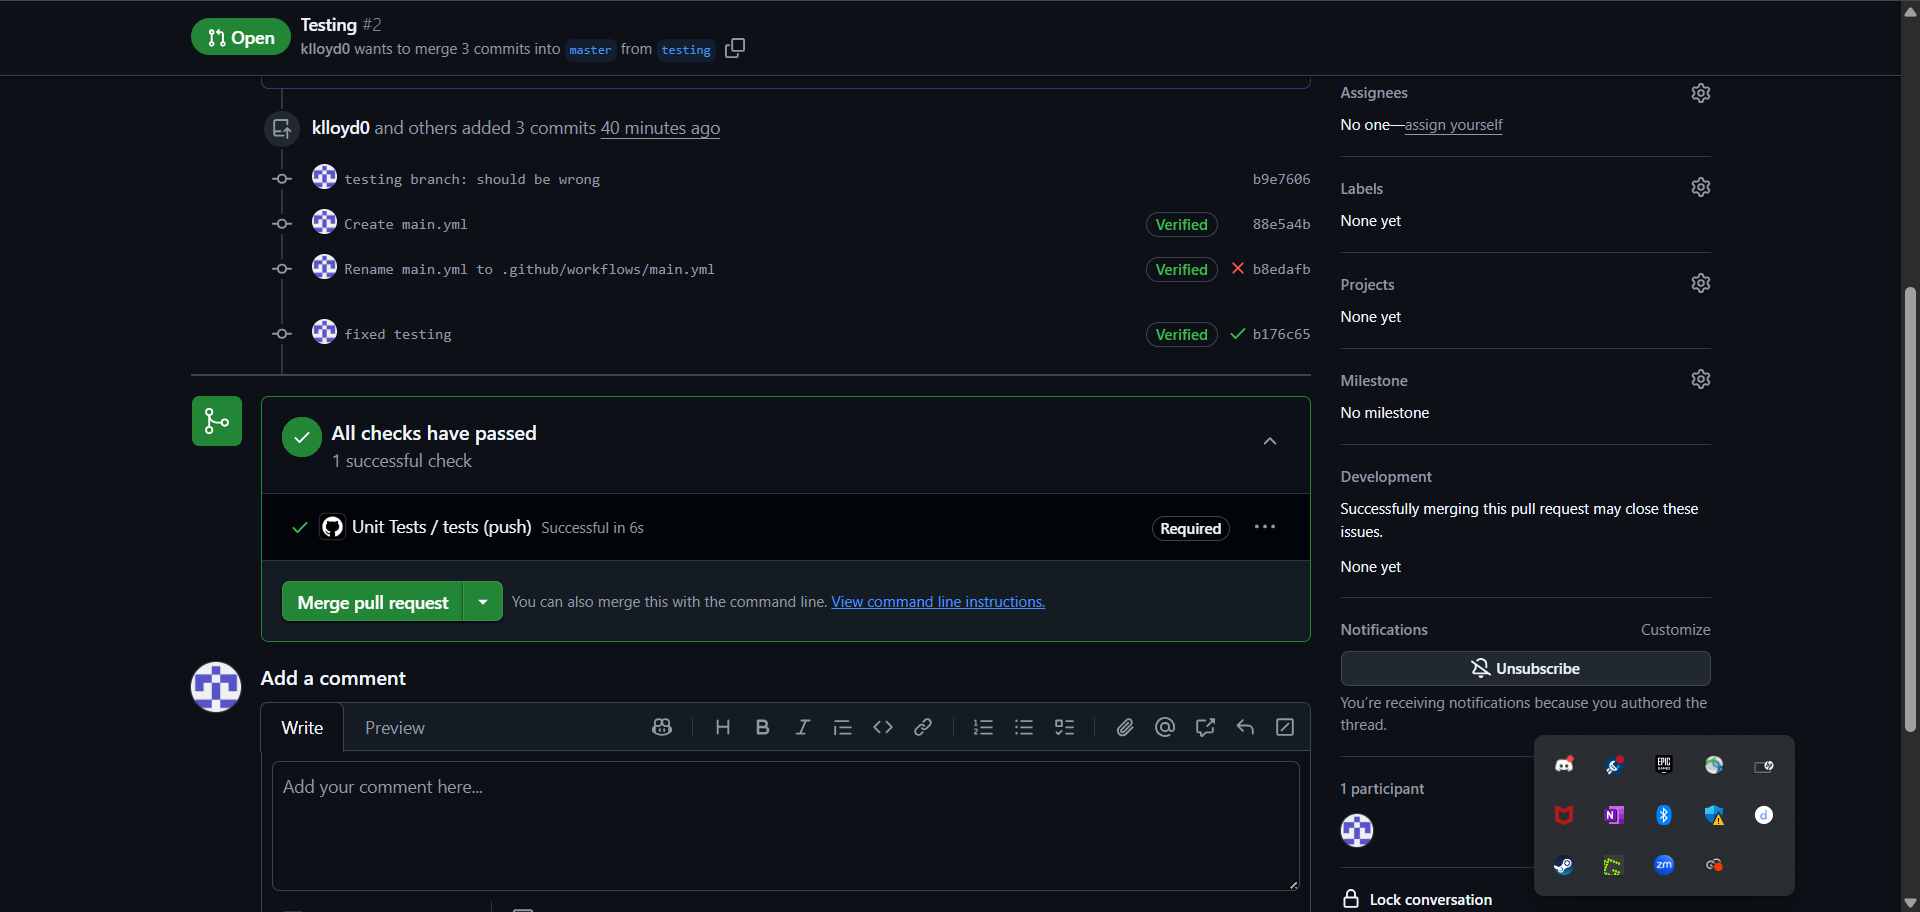 Open
Testing #2
klloyd0 wants to merge 3 commits into master from testing
klloyd0 and others added 3 commits 40 minutes ago
testing branch: should be wrong b9e7606
Create main.yml Verified 88e5a4b
Rename main.yml to .github/workflows/main.yml Verified b8edafb
fixed testing Verified b176c65
All checks have passed
1 successful check
Unit Tests / tests (push) Successful in 6s Required
Merge pull request You can also merge this with the command line. View command line instructions.
Add a comment
Write Preview
Add your comment here...
Assignees
No one—assign yourself
Labels
None yet
Projects
None yet
Milestone
No milestone
Development
Successfully merging this pull request may close these
issues.
None yet
Notifications Customize
Unsubscribe
You're receiving notifications because you authored the
thread.
1 participant
Lock conversation
EPIC
GAMES
N
d
zm